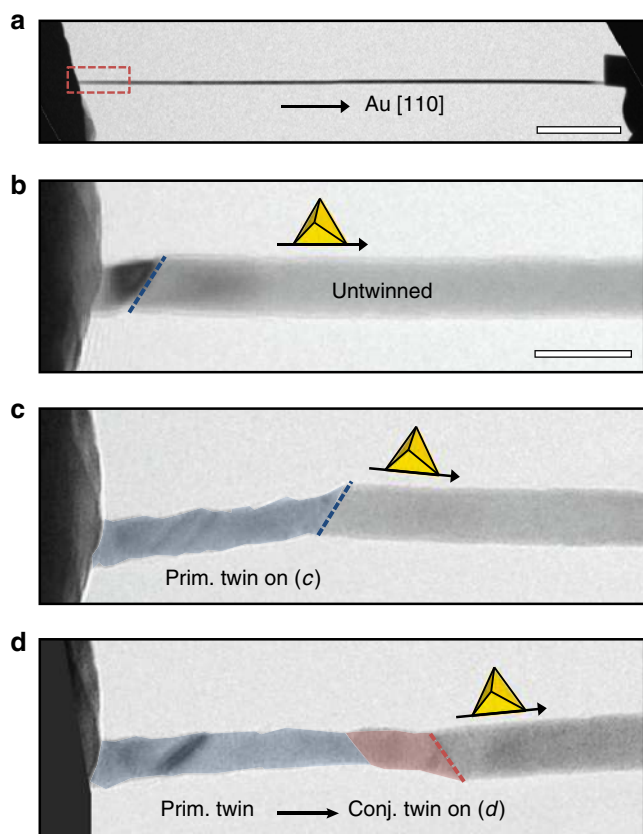 a
Au [110]
b
Untwinned
c
Prim. twin on (c)
d
Prim. twin Conj. twin on (d)